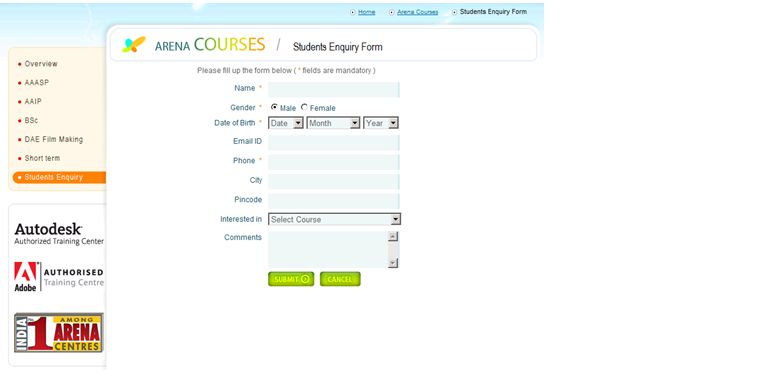 Home
Arena Courses
Students Enquiry Form
ARENA COURSES / Students Enquiry Form
Please fill up the form below ( * fields are mandatory )
Overview
AAASP
AAIP
BSc
DAE Film Making
Short term
Students Enquiry
Name *
Gender * Male Female
Date of Birth * Date Month Year
Email ID
Phone *
City
Pincode
Interested in Select Course
Comments
SUBMIT CANCEL
Autodesk
Authorized Training Center
Adobe AUTHORISED
Training Centre
INDIA No. 1 AMONG
ARENA
CENTRES